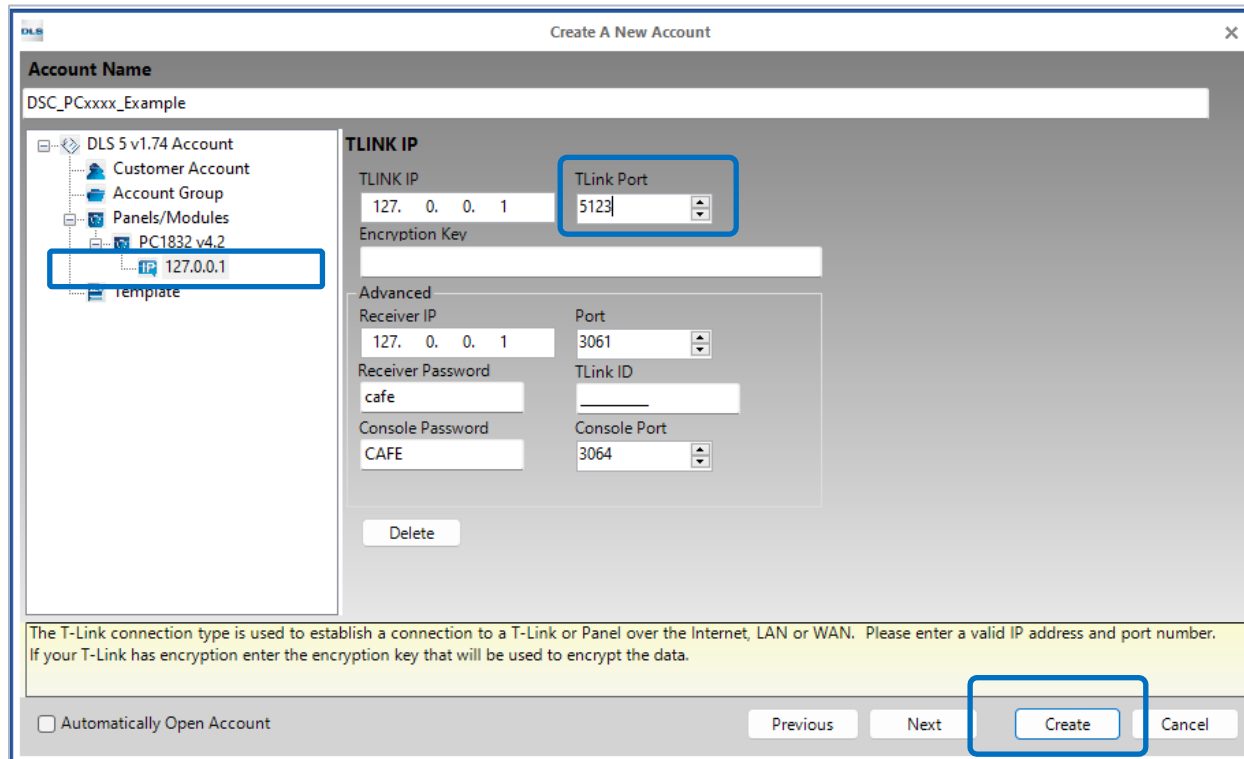 DLS
Create A New Account
Account Name
DSC_PCxxxx_Example
DLS 5 v1.74 Account
Customer Account
Account Group
Panels/Modules
PC1832 v4.2
IP 127.0.0.1
Template
TLINK IP
TLINK IP TLink Port
127. 0. 0. 1 5123
Encryption Key
Advanced
Receiver IP Port
127. 0. 0. 1 3061
Receiver Password TLink ID
cafe __________
Console Password Console Port
CAFE 3064
Delete
The T-Link connection type is used to establish a connection to a T-Link or Panel over the Internet, LAN or WAN. Please enter a valid IP address and port number.
If your T-Link has encryption enter the encryption key that will be used to encrypt the data.
Automatically Open Account Previous Next Create Cancel